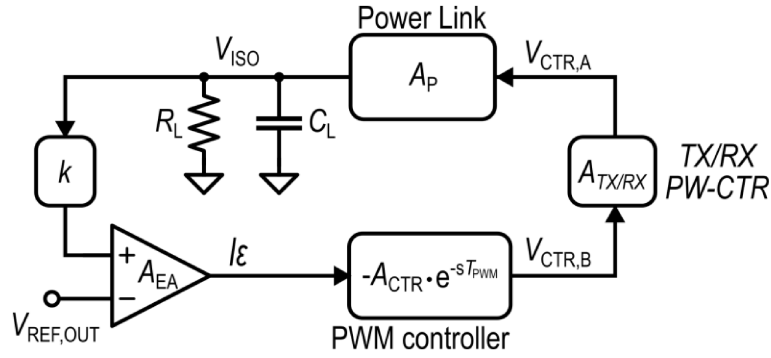 Power Link
V_ISO
A_P
V_CTR,A
R_L
C_L
k
A_TX/RX
TX/RX
PW-CTR
+
A_EA
−
Iε
-A_CTR·e^-sT_PWM
V_CTR,B
V_REF,OUT
PWM controller